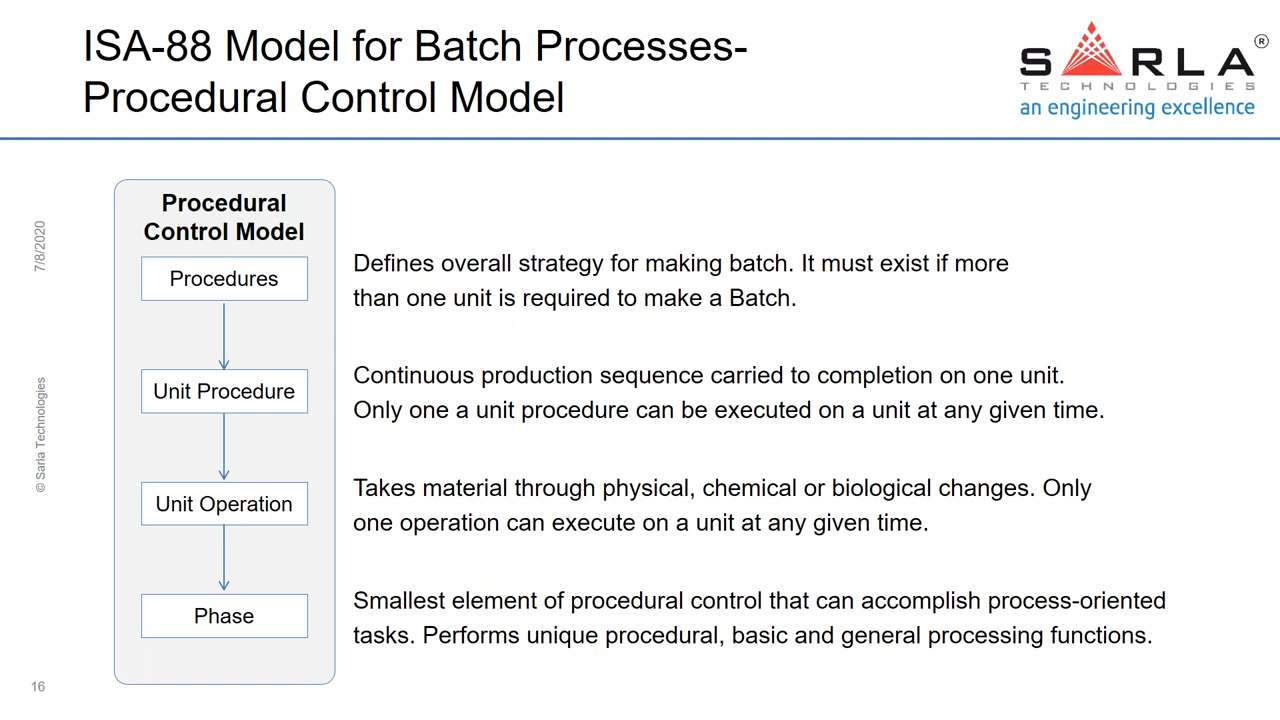 ISA-88 Model for Batch Processes-
Procedural Control Model
SARLA ®
TECHNOLOGIES
an engineering excellence
7/8/2020
© Sarla Technologies
16
Procedural
Control Model
Procedures
Defines overall strategy for making batch. It must exist if more
than one unit is required to make a Batch.
Unit Procedure
Continuous production sequence carried to completion on one unit.
Only one a unit procedure can be executed on a unit at any given time.
Unit Operation
Takes material through physical, chemical or biological changes. Only
one operation can execute on a unit at any given time.
Phase
Smallest element of procedural control that can accomplish process-oriented
tasks. Performs unique procedural, basic and general processing functions.